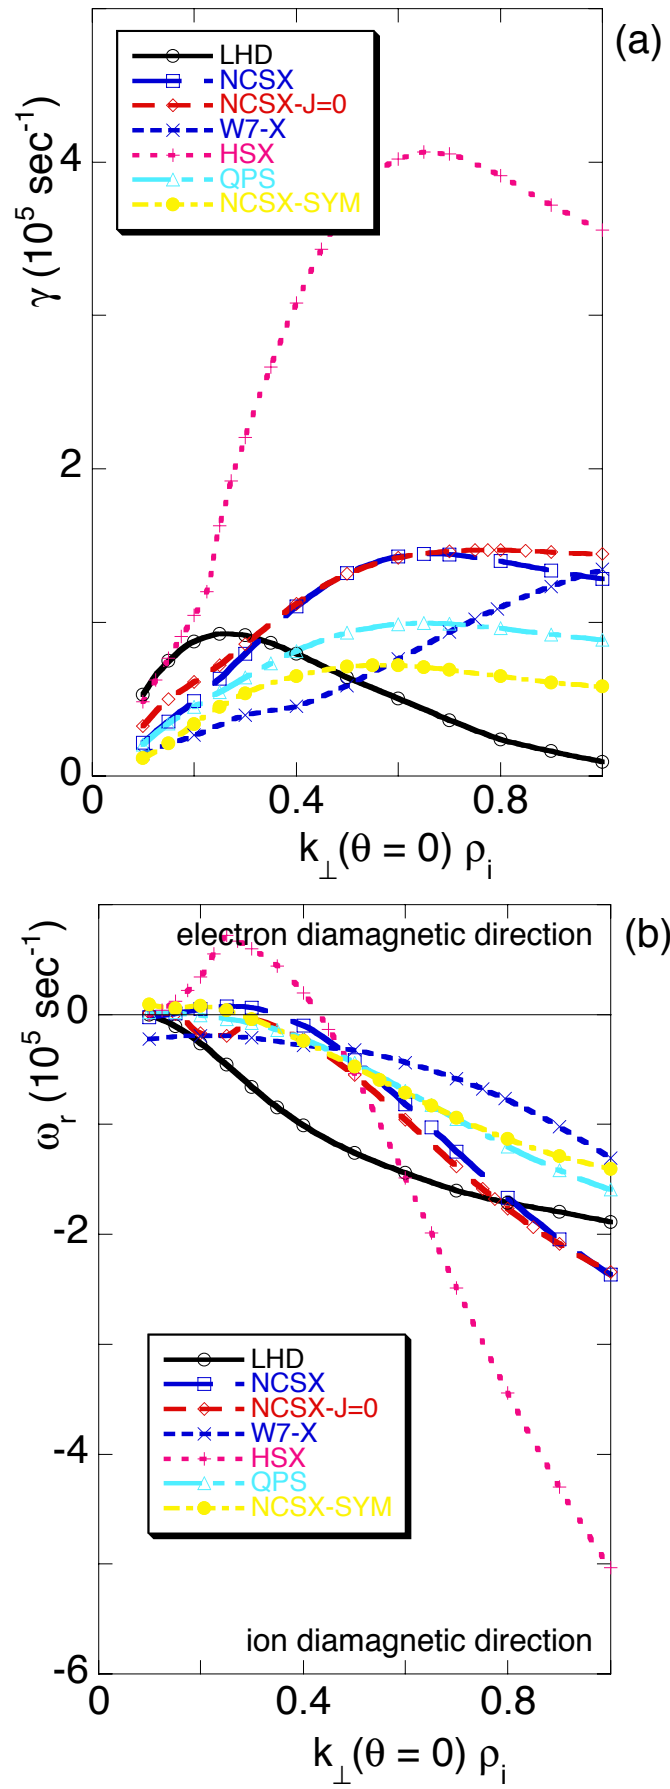 (a)
LHD
NCSX
NCSX-J=0
W7-X
HSX
QPS
NCSX-SYM
4
2
0
γ (10⁵ sec⁻¹)
0 0.4 0.8
k⊥(θ = 0) ρᵢ
(b)
electron diamagnetic direction
0
-2
-4
-6
ωᵣ (10⁵ sec⁻¹)
LHD
NCSX
NCSX-J=0
W7-X
HSX
QPS
NCSX-SYM
ion diamagnetic direction
0 0.4 0.8
k⊥(θ = 0) ρᵢ